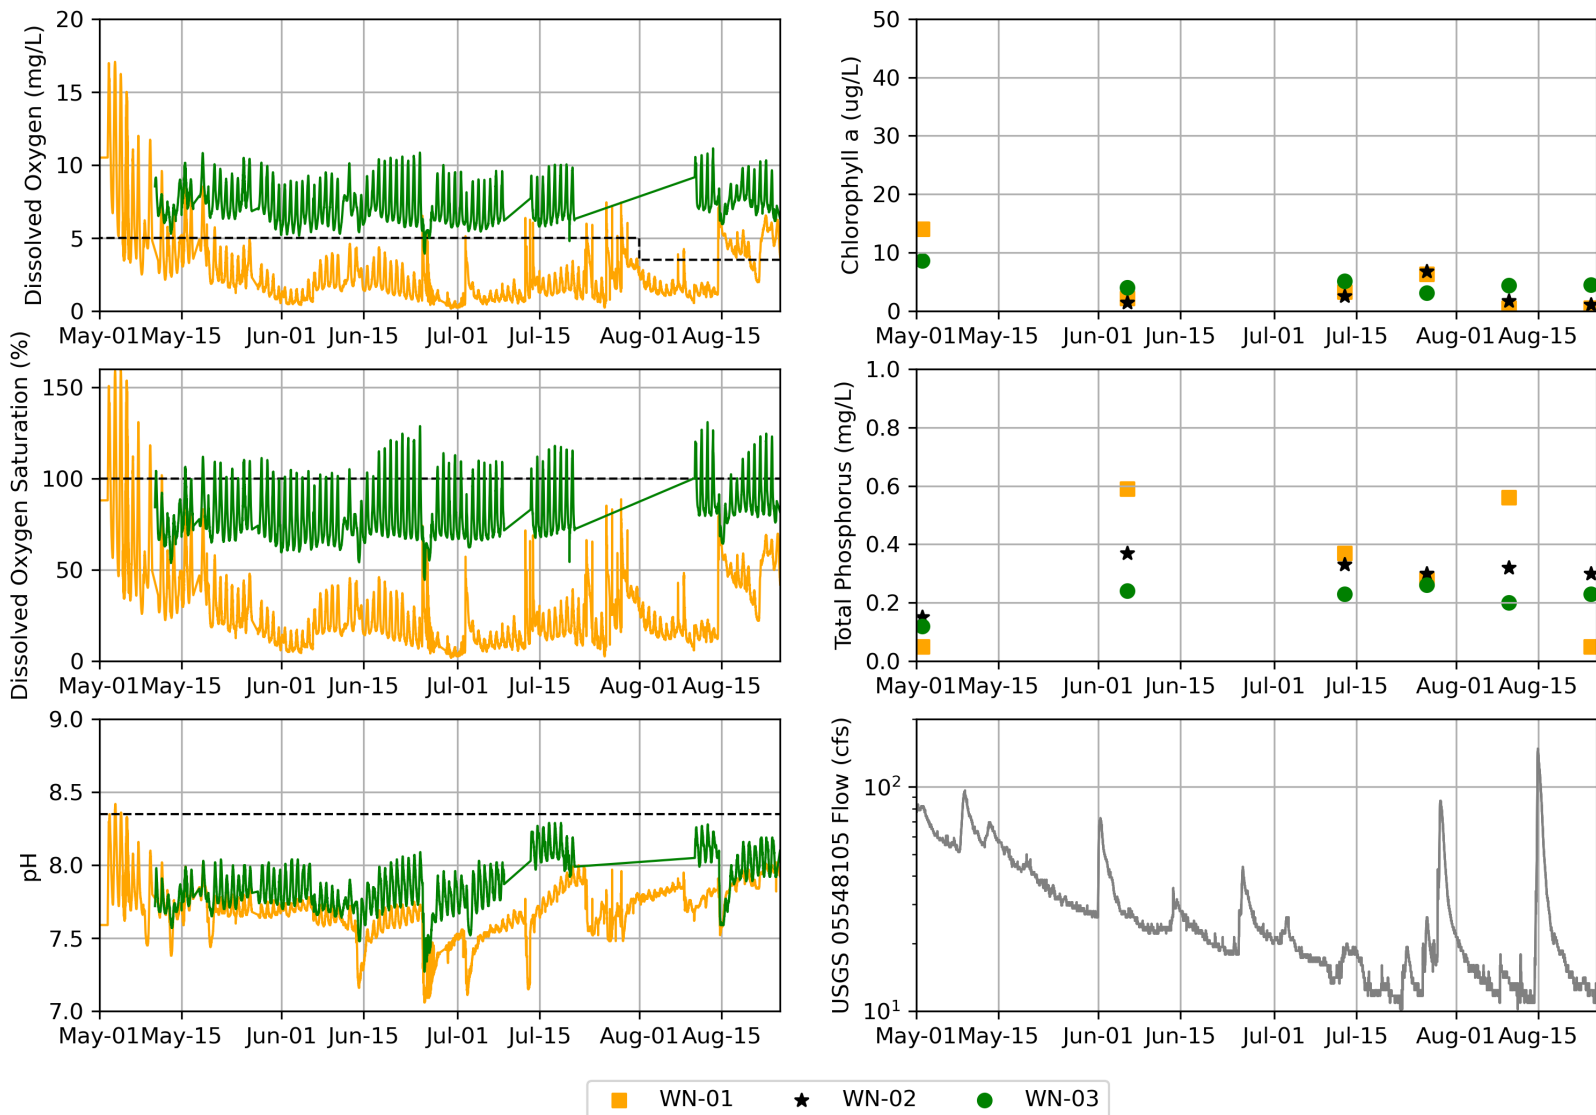 Dissolved Oxygen (mg/L)
20
15
10
5
0
May-01 May-15 Jun-01 Jun-15 Jul-01 Jul-15 Aug-01 Aug-15
Chlorophyll a (ug/L)
50
40
30
20
10
0
May-01 May-15 Jun-01 Jun-15 Jul-01 Jul-15 Aug-01 Aug-15
Dissolved Oxygen Saturation (%)
150
100
50
0
May-01 May-15 Jun-01 Jun-15 Jul-01 Jul-15 Aug-01 Aug-15
Total Phosphorus (mg/L)
1.0
0.8
0.6
0.4
0.2
0.0
May-01 May-15 Jun-01 Jun-15 Jul-01 Jul-15 Aug-01 Aug-15
pH
9.0
8.5
8.0
7.5
7.0
May-01 May-15 Jun-01 Jun-15 Jul-01 Jul-15 Aug-01 Aug-15
USGS 05548105 Flow (cfs)
10²
10¹
May-01 May-15 Jun-01 Jun-15 Jul-01 Jul-15 Aug-01 Aug-15
WN-01 WN-02 WN-03